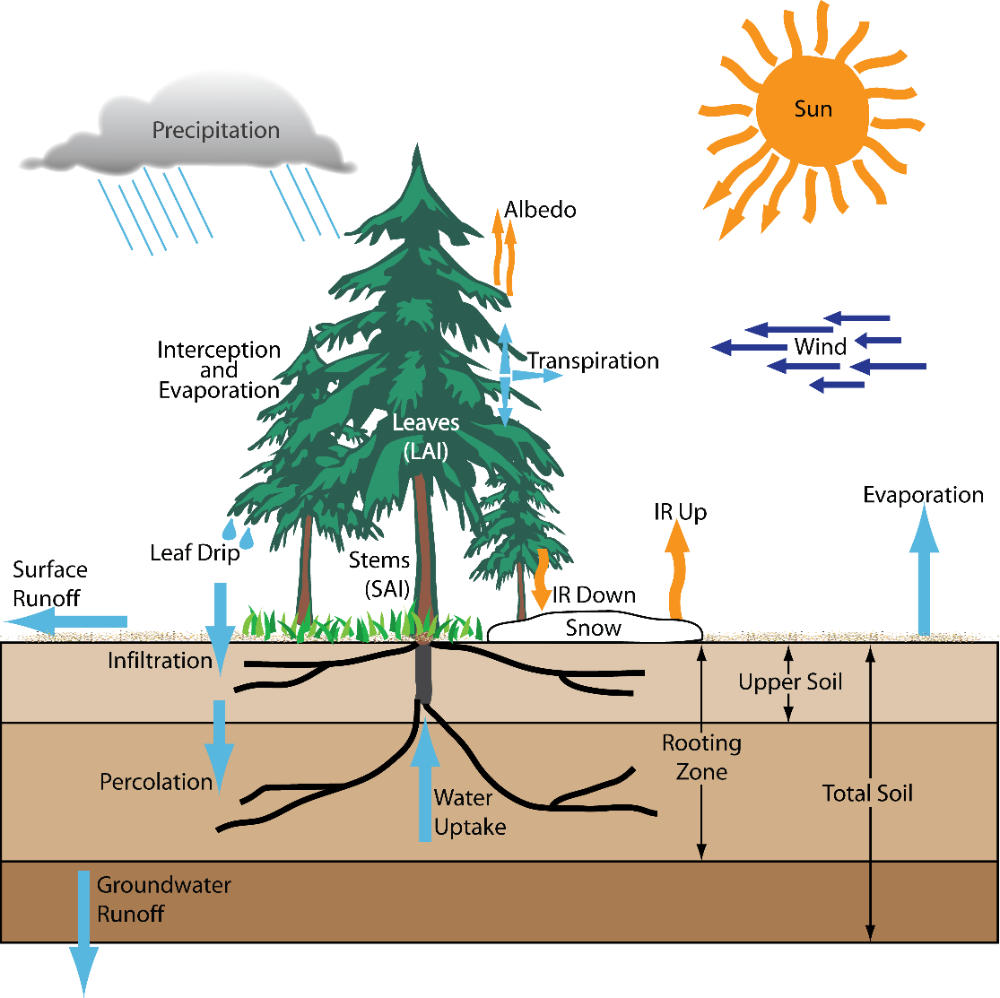 Precipitation
Sun
Albedo
Interception
and
Evaporation
Transpiration
Wind
Leaves
(LAI)
Evaporation
IR Up
Leaf Drip
Stems
(SAI)
Surface
Runoff
IR Down
Snow
Infiltration
Upper Soil
Rooting
Zone
Percolation
Total Soil
Water
Uptake
Groundwater
Runoff